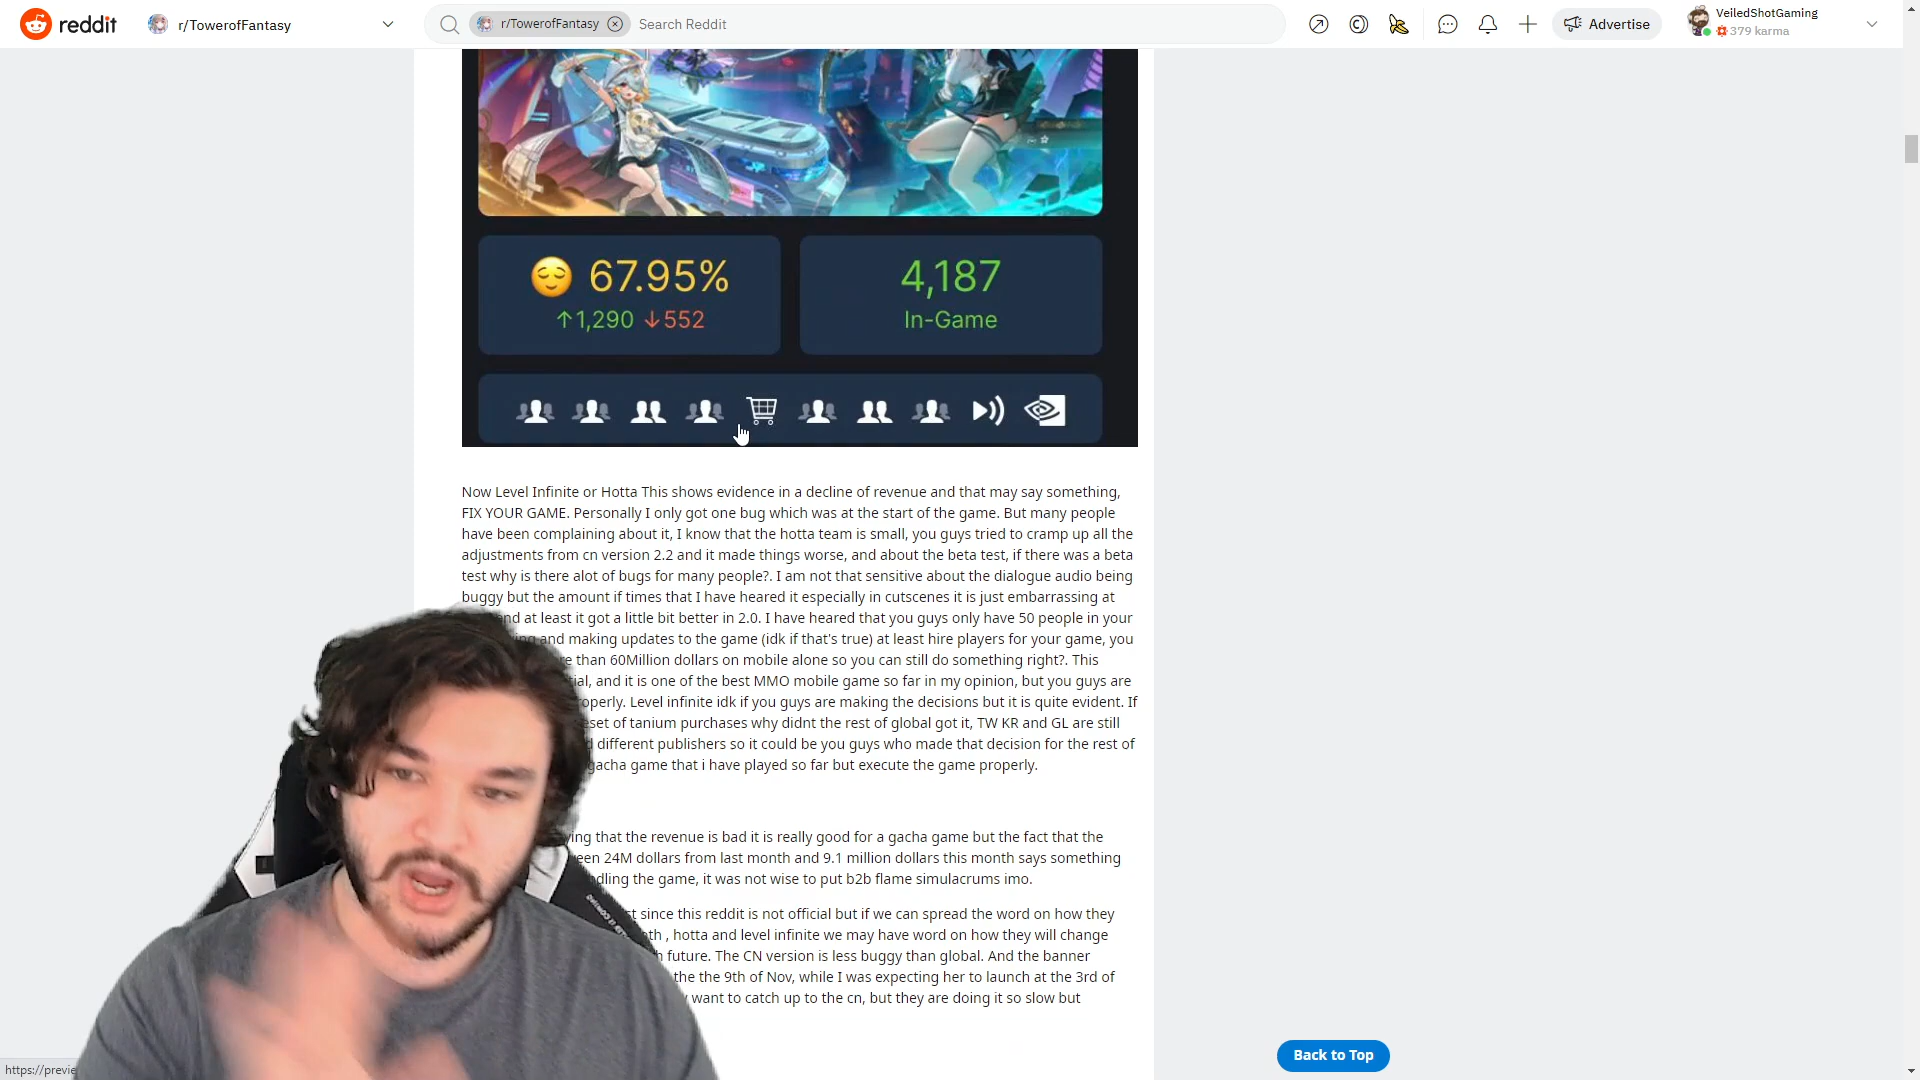 reddit
r/TowerofFantasy
r/TowerofFantasy
Search Reddit
Advertise
VeiledShotGaming
379 karma
67.95%
↑1,290 ↓552
4,187
In-Game
Now Level Infinite or Hotta This shows evidence in a decline of revenue and that may say something,
FIX YOUR GAME. Personally I only got one bug which was at the start of the game. But many people
have been complaining about it, I know that the hotta team is small, you guys tried to cramp up all the
adjustments from cn version 2.2 and it made things worse, and about the beta test, if there was a beta
test why is there alot of bugs for many people?. I am not that sensitive about the dialogue audio being
buggy but the amount if times that I have heared it especially in cutscenes it is just embarrassing at
nd at least it got a little bit better in 2.0. I have heared that you guys only have 50 people in your
and making updates to the game (idk if that's true) at least hire players for your game, you
re than 60Million dollars on mobile alone so you can still do something right?. This
tial, and it is one of the best MMO mobile game so far in my opinion, but you guys are
operly. Level infinite idk if you guys are making the decisions but it is quite evident. If
eset of tanium purchases why didnt the rest of global got it, TW KR and GL are still
d different publishers so it could be you guys who made that decision for the rest of
gacha game that i have played so far but execute the game properly.
ying that the revenue is bad it is really good for a gacha game but the fact that the
een 24M dollars from last month and 9.1 million dollars this month says something
dling the game, it was not wise to put b2b flame simulacrums imo.
t since this reddit is not official but if we can spread the word on how they
oth , hotta and level infinite we may have word on how they will change
h future. The CN version is less buggy than global. And the banner
the the 9th of Nov, while I was expecting her to launch at the 3rd of
y want to catch up to the cn, but they are doing it so slow but
Back to Top
https://previe